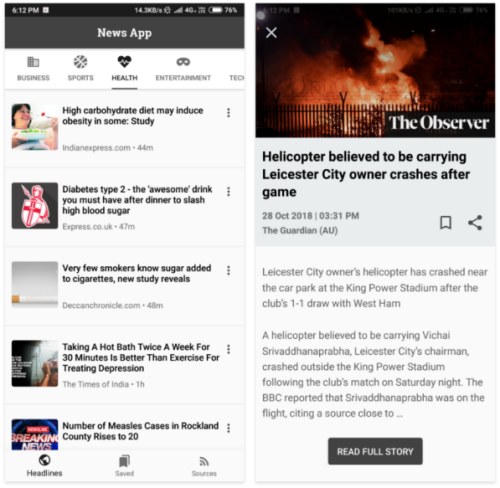 6:12 PM
14.3KB/s
4G
76%
News App
BUSINESS
SPORTS
HEALTH
ENTERTAINMENT
TEC
High carbohydrate diet may induce
obesity in some: Study
Indianexpress.com • 44m
Diabetes type 2 - the 'awesome' drink
you must have after dinner to slash
high blood sugar
Express.co.uk • 47m
Very few smokers know sugar added
to cigarettes, new study reveals
Deccanchronicle.com • 48m
Taking A Hot Bath Twice A Week For
30 Minutes Is Better Than Exercise For
Treating Depression
The Times of India • 1h
BREAKING
NEWS
Number of Measles Cases in Rockland
County Rises to 20
Headlines
Saved
Sources
6:12 PM
101KB/s
4G
76%
The Observer
Helicopter believed to be carrying
Leicester City owner crashes after
game
28 Oct 2018 | 03:31 PM
The Guardian (AU)
Leicester City owner's helicopter has crashed near
the car park at the King Power Stadium after the
club's 1-1 draw with West Ham
A helicopter believed to be carrying Vichai
Srivaddhanaprabha, Leicester City's chairman,
crashed outside the King Power Stadium
following the club's match on Saturday night. The
BBC reported that Srivaddhanaprabha was on the
flight, citing a source close to …
READ FULL STORY